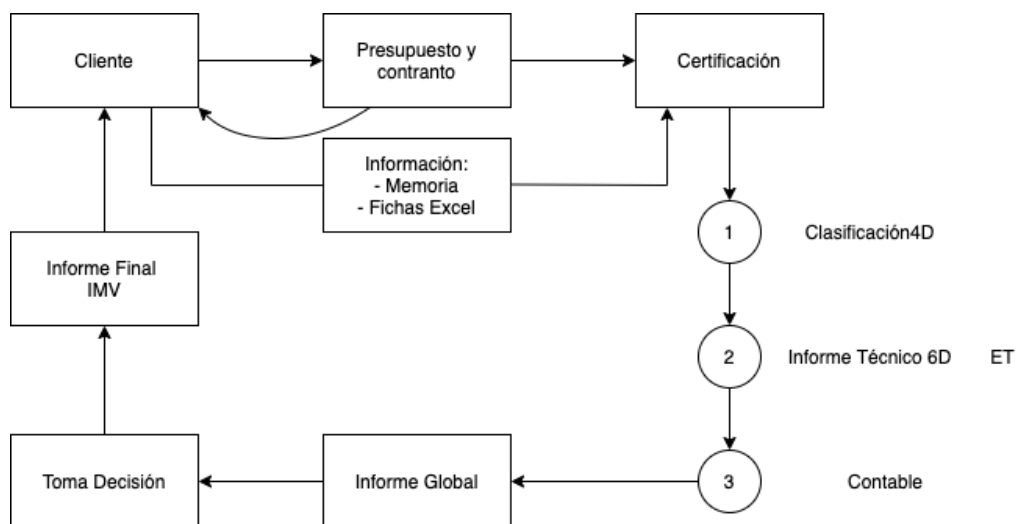 Cliente
Presupuesto y
contranto
Certificación
Información:
- Memoria
- Fichas Excel
1
Clasificación4D
Informe Final
IMV
2
Informe Técnico 6D
ET
Toma Decisión
Informe Global
3
Contable